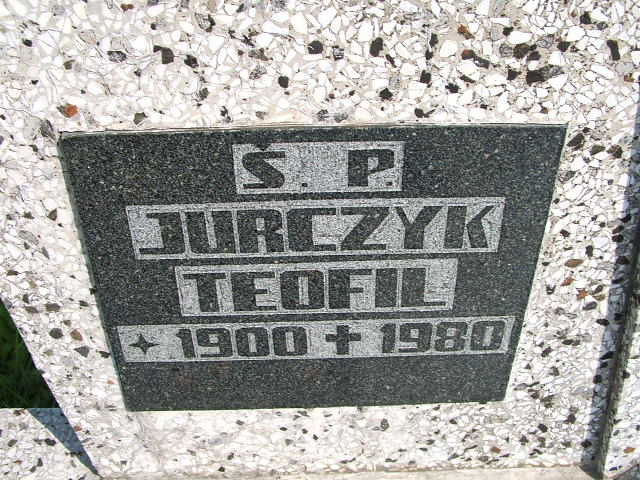 Š. P.
JURCZYK
TEOFIL
✦ 1900 ✝ 1980